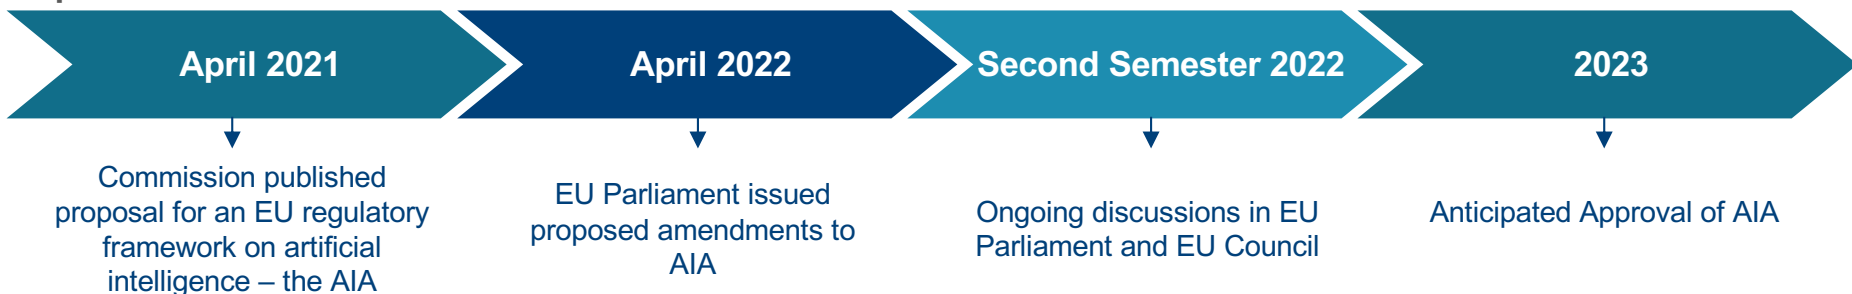 April 2021
April 2022
Second Semester 2022
2023
Commission published
proposal for an EU regulatory
framework on artificial
intelligence – the AIA
EU Parliament issued
proposed amendments to
AIA
Ongoing discussions in EU
Parliament and EU Council
Anticipated Approval of AIA